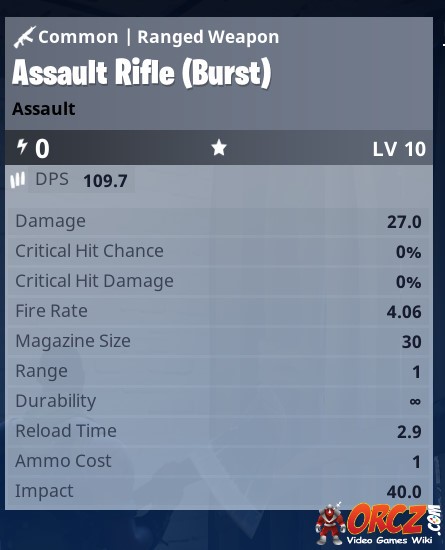 Common | Ranged Weapon
Assault Rifle (Burst)
Assault
0 LV 10
DPS 109.7
Damage 27.0
Critical Hit Chance 0%
Critical Hit Damage 0%
Fire Rate 4.06
Magazine Size 30
Range 1
Durability ∞
Reload Time 2.9
Ammo Cost 1
Impact 40.0
ORCZ.com
Video Games Wiki